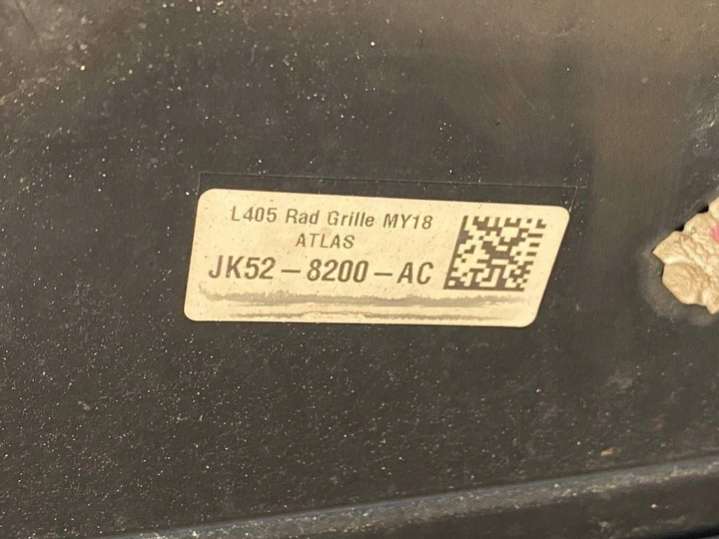 L405 Rad Grille MY18
ATLAS
JK52-8200-AC